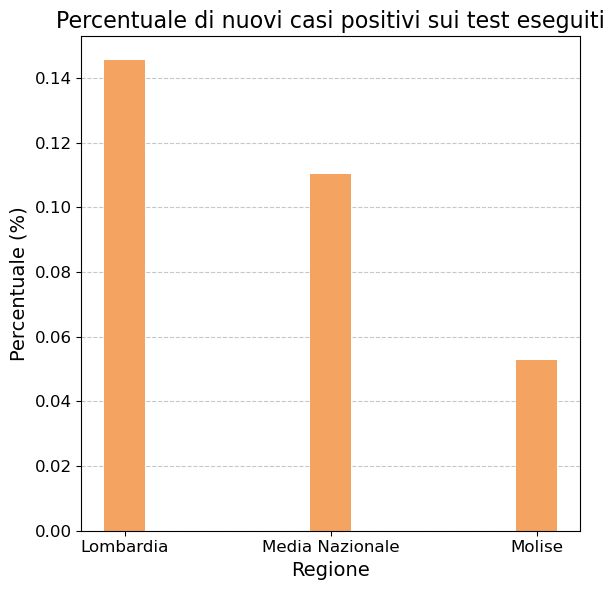 Percentuale di nuovi casi positivi sui test eseguiti
Percentuale (%)
0.14
0.12
0.10
0.08
0.06
0.04
0.02
0.00
Lombardia Media Nazionale Molise
Regione